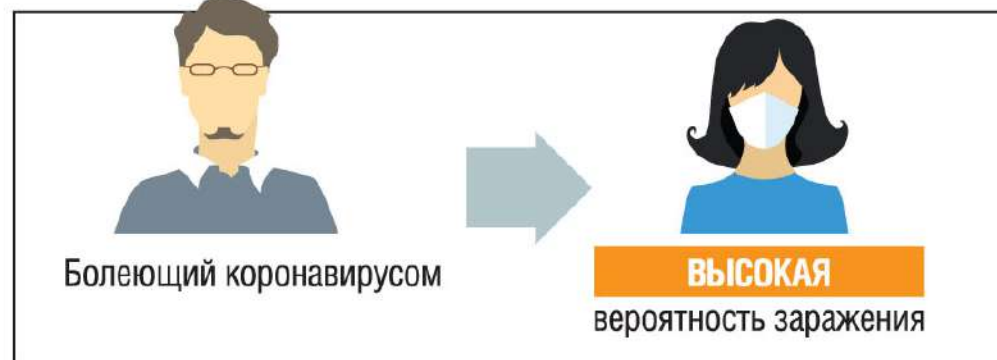 Болеющий коронавирусом
ВЫСОКАЯ
вероятность заражения